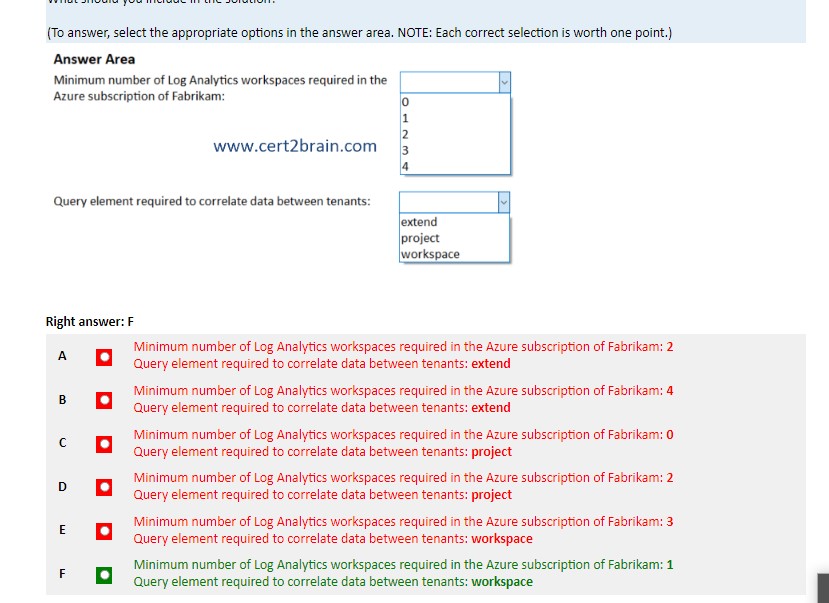 What should you include in the solution?
(To answer, select the appropriate options in the answer area. NOTE: Each correct selection is worth one point.)
Answer Area
Minimum number of Log Analytics workspaces required in the
Azure subscription of Fabrikam:
0
1
2
3
4
www.cert2brain.com
Query element required to correlate data between tenants:
extend
project
workspace
Right answer: F
A
Minimum number of Log Analytics workspaces required in the Azure subscription of Fabrikam: 2
Query element required to correlate data between tenants: extend
B
Minimum number of Log Analytics workspaces required in the Azure subscription of Fabrikam: 4
Query element required to correlate data between tenants: extend
C
Minimum number of Log Analytics workspaces required in the Azure subscription of Fabrikam: 0
Query element required to correlate data between tenants: project
D
Minimum number of Log Analytics workspaces required in the Azure subscription of Fabrikam: 2
Query element required to correlate data between tenants: project
E
Minimum number of Log Analytics workspaces required in the Azure subscription of Fabrikam: 3
Query element required to correlate data between tenants: workspace
F
Minimum number of Log Analytics workspaces required in the Azure subscription of Fabrikam: 1
Query element required to correlate data between tenants: workspace